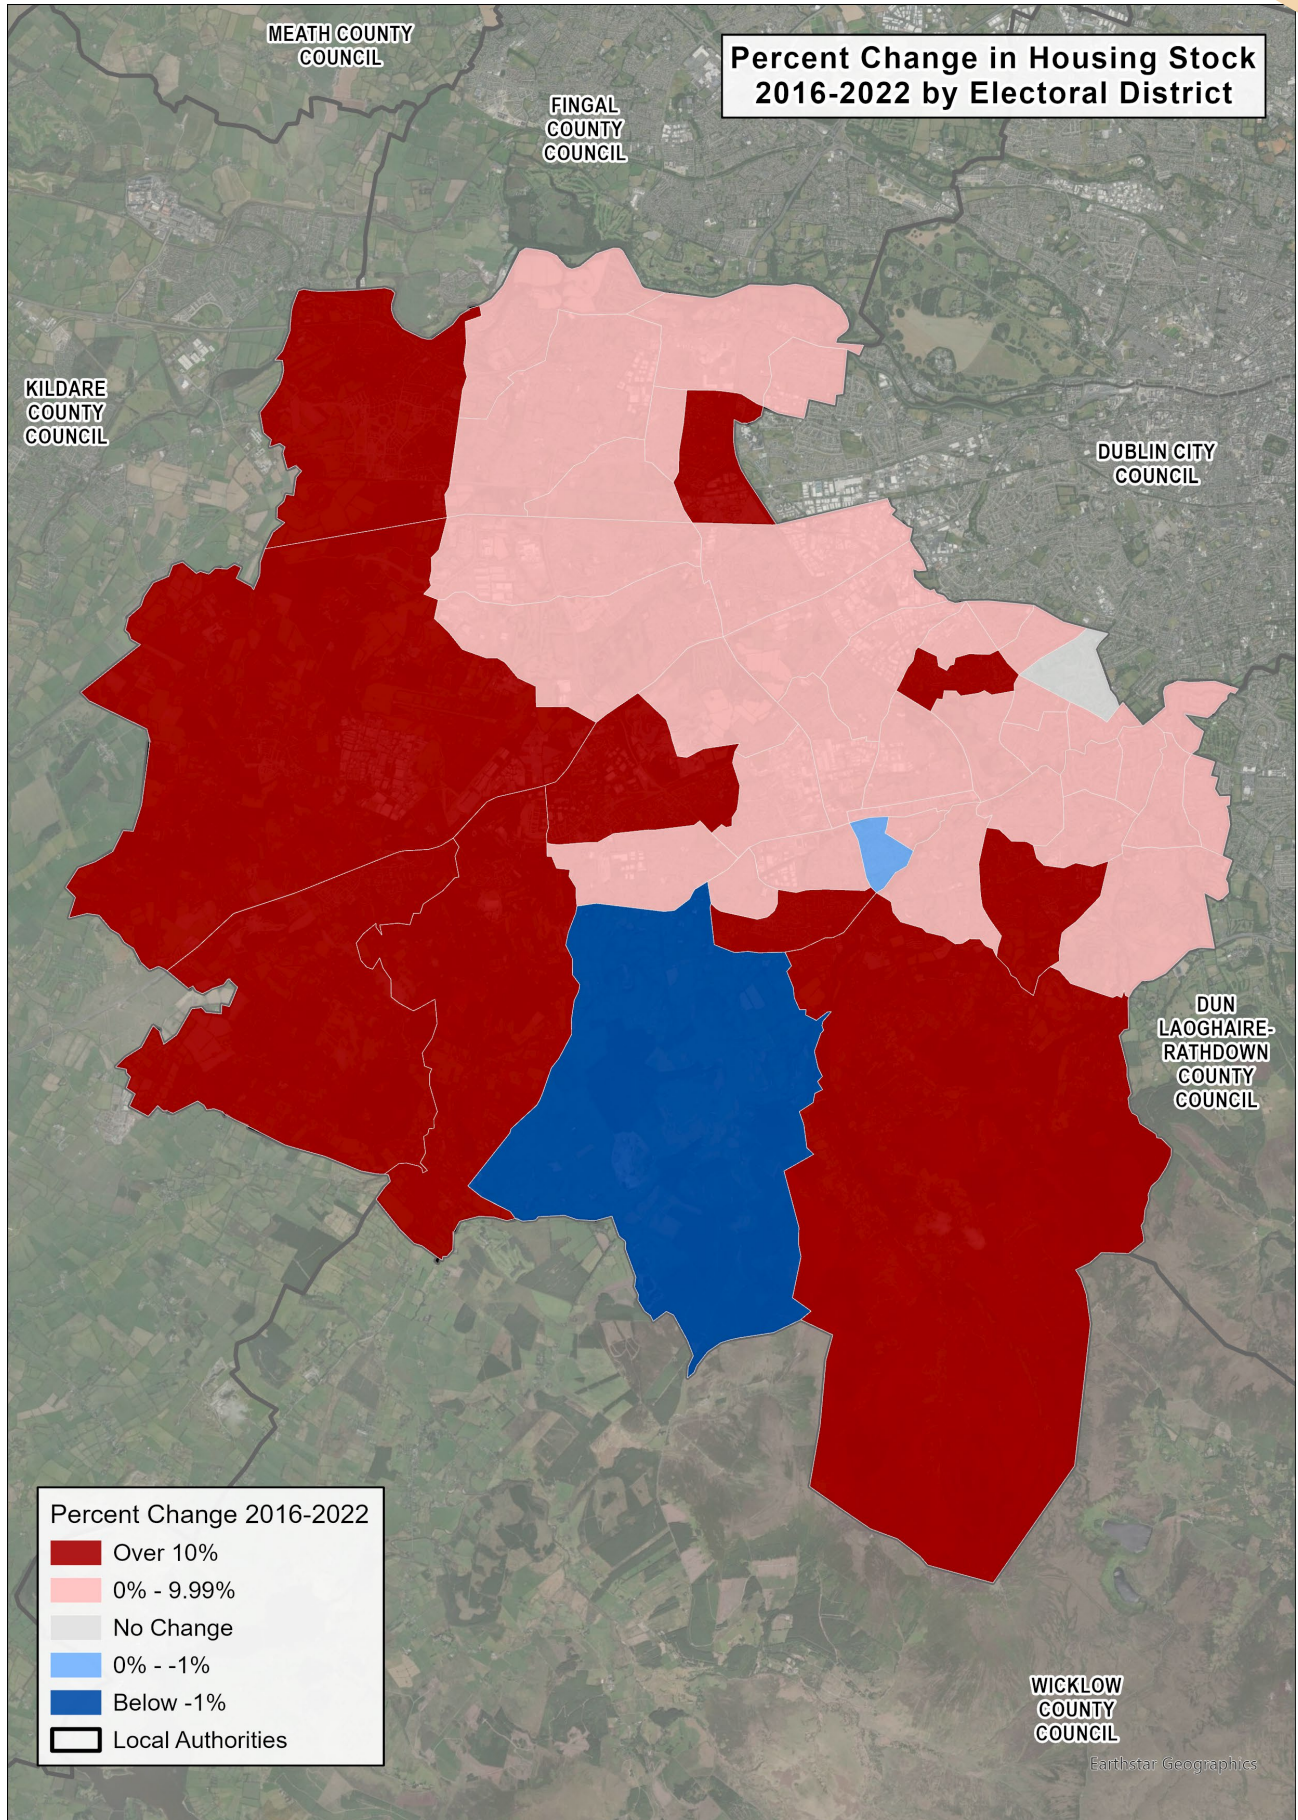 MEATH COUNTY
COUNCIL
Percent Change in Housing Stock
2016-2022 by Electoral District
FINGAL
COUNTY
COUNCIL
KILDARE
COUNTY
COUNCIL
DUBLIN CITY
COUNCIL
DUN
LAOGHAIRE-
RATHDOWN
COUNTY
COUNCIL
Percent Change 2016-2022
Over 10%
0% - 9.99%
No Change
0% - -1%
Below -1%
Local Authorities
WICKLOW
COUNTY
COUNCIL
Earthstar Geographics